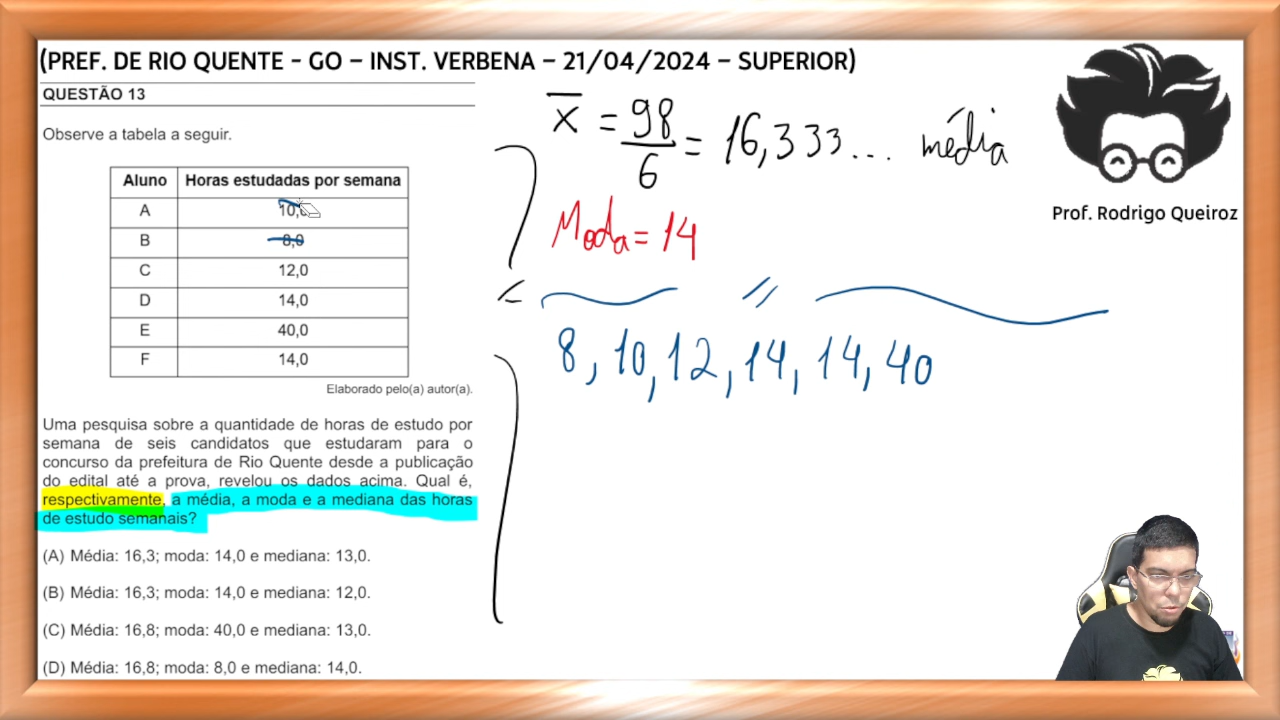 (PREF. DE RIO QUENTE - GO – INST. VERBENA – 21/04/2024 – SUPERIOR)
QUESTÃO 13
Observe a tabela a seguir.
Aluno Horas estudadas por semana
A 10,0
B 8,0
C 12,0
D 14,0
E 40,0
F 14,0
Elaborado pelo(a) autor(a).
Uma pesquisa sobre a quantidade de horas de estudo por
semana de seis candidatos que estudaram para o
concurso da prefeitura de Rio Quente desde a publicação
do edital até a prova, revelou os dados acima. Qual é,
respectivamente, a média, a moda e a mediana das horas
de estudo semanais?
(A) Média: 16,3; moda: 14,0 e mediana: 13,0.
(B) Média: 16,3; moda: 14,0 e mediana: 12,0.
(C) Média: 16,8; moda: 40,0 e mediana: 13,0.
(D) Média: 16,8; moda: 8,0 e mediana: 14,0.
x̅ = 98/6 = 16,333... média
Moda = 14
8, 10, 12, 14, 14, 40
Prof. Rodrigo Queiroz